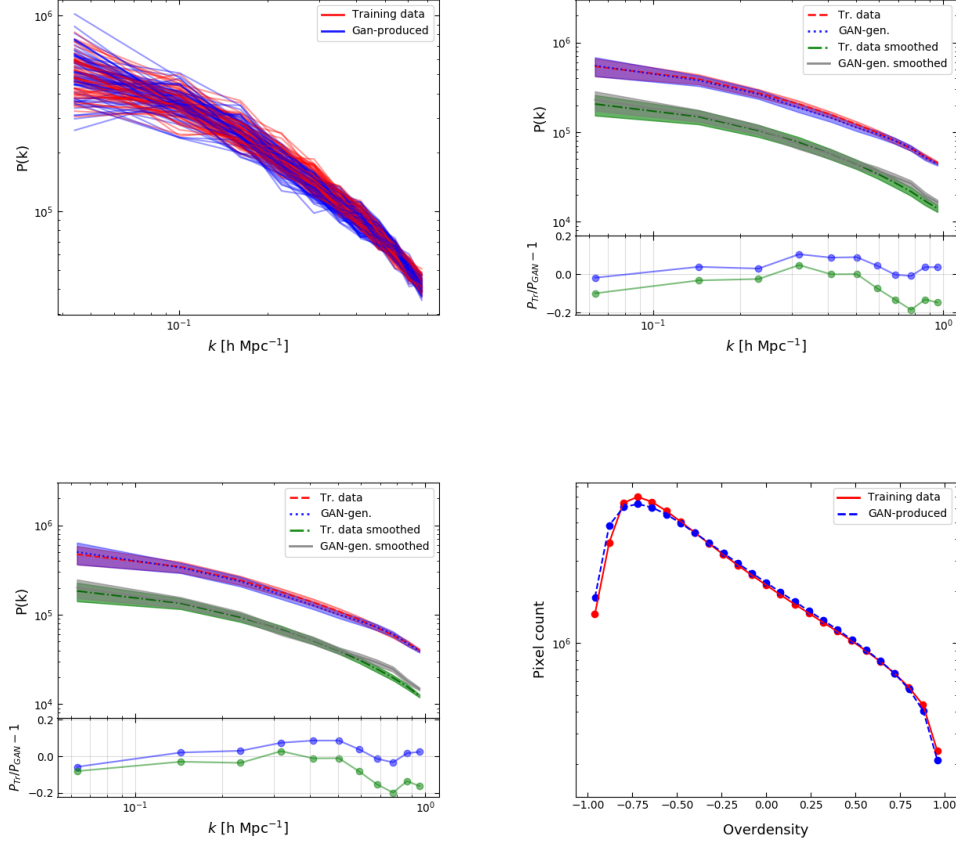 10^6
10^5
P(k)
Training data
Gan-produced
10^-1
k [h Mpc^-1]
10^6
10^5
10^4
P(k)
Tr. data
GAN-gen.
Tr. data smoothed
GAN-gen. smoothed
0.2
0.0
−0.2
P_Tr/P_GAN − 1
10^-1
10^0
k [h Mpc^-1]
10^6
10^5
10^4
P(k)
Tr. data
GAN-gen.
Tr. data smoothed
GAN-gen. smoothed
0.2
0.0
−0.2
P_Tr/P_GAN − 1
10^-1
10^0
k [h Mpc^-1]
10^6
Pixel count
Training data
GAN-produced
−1.00 −0.75 −0.50 −0.25 0.00 0.25 0.50 0.75 1.00
Overdensity